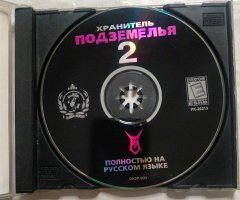 ХРАНИТЕЛЬ
ПОДЗЕМЕЛЬЯ
2
E
ПОЛНОСТЬЮ НА
РУССКОМ ЯЗЫКЕ